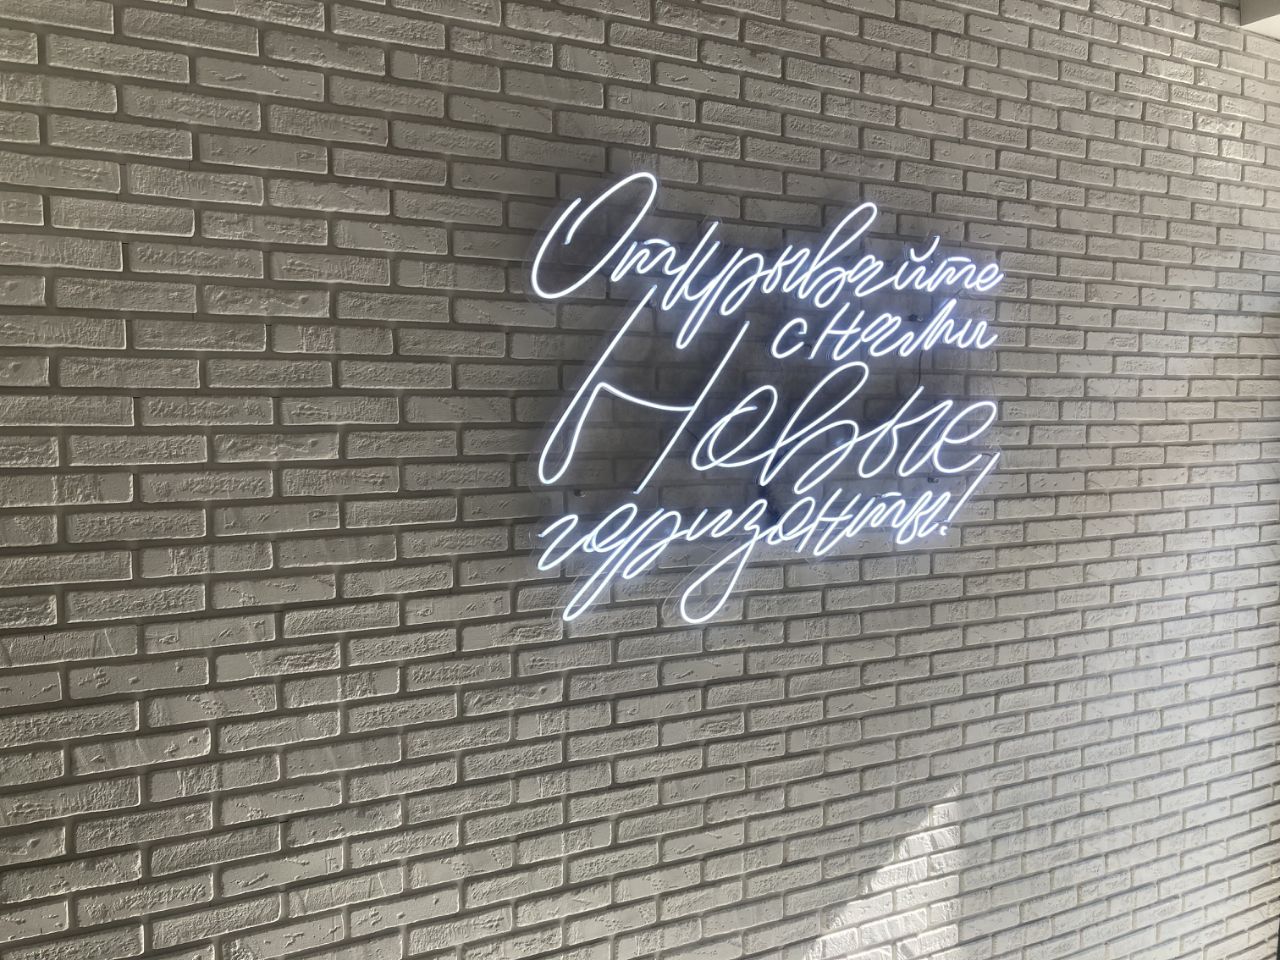 Открывайте
с нами
Новые
горизонты!